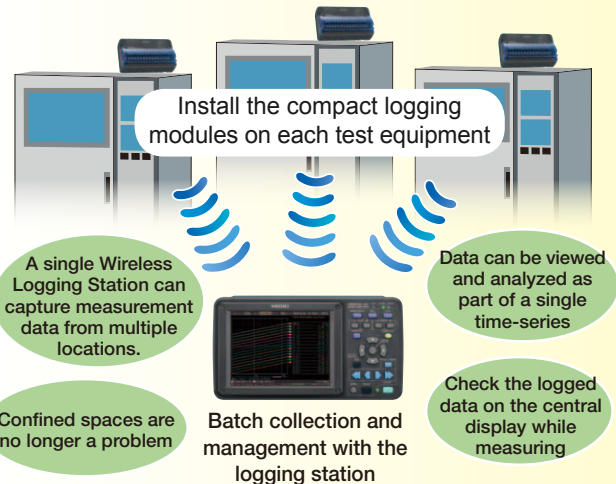 Install the compact logging
modules on each test equipment
A single Wireless
Logging Station can
capture measurement
data from multiple
locations.
Data can be viewed
and analyzed as
part of a single
time-series
HIOKI
Confined spaces are
no longer a problem
Batch collection and
management with the
logging station
Check the logged
data on the central
display while
measuring